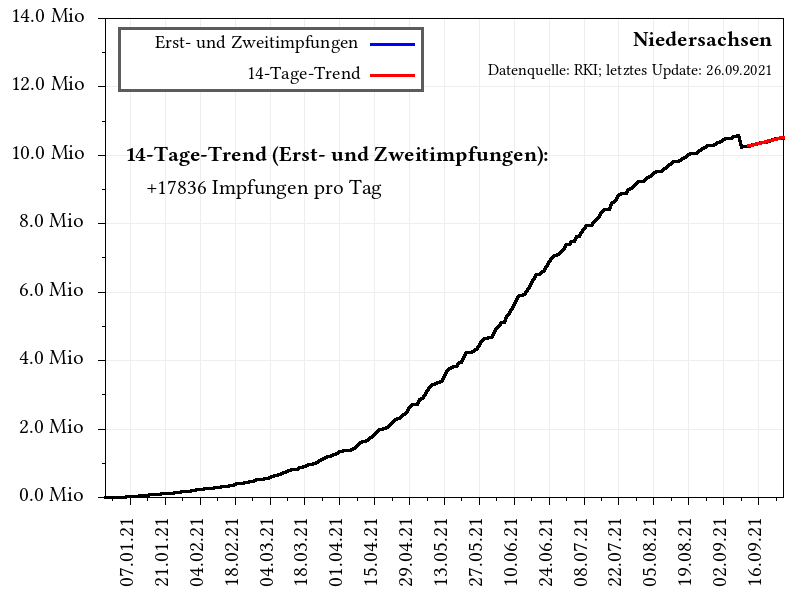 14.0 Mio
12.0 Mio
10.0 Mio
8.0 Mio
6.0 Mio
4.0 Mio
2.0 Mio
0.0 Mio
Erst- und Zweitimpfungen
14-Tage-Trend
Niedersachsen
Datenquelle: RKI; letztes Update: 26.09.2021
14-Tage-Trend (Erst- und Zweitimpfungen):
+17836 Impfungen pro Tag
07.01.21
21.01.21
04.02.21
18.02.21
04.03.21
18.03.21
01.04.21
15.04.21
29.04.21
13.05.21
27.05.21
10.06.21
24.06.21
08.07.21
22.07.21
05.08.21
19.08.21
02.09.21
16.09.21